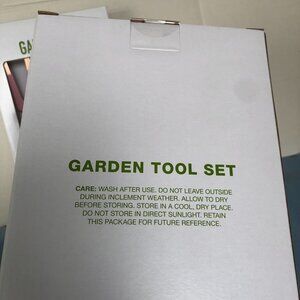 GA
GARDEN TOOL SET
CARE: WASH AFTER USE. DO NOT LEAVE OUTSIDE
DURING INCLEMENT WEATHER. ALLOW TO DRY
BEFORE STORING. STORE IN A COOL, DRY PLACE.
DO NOT STORE IN DIRECT SUNLIGHT. RETAIN
THIS PACKAGE FOR FUTURE REFERENCE.